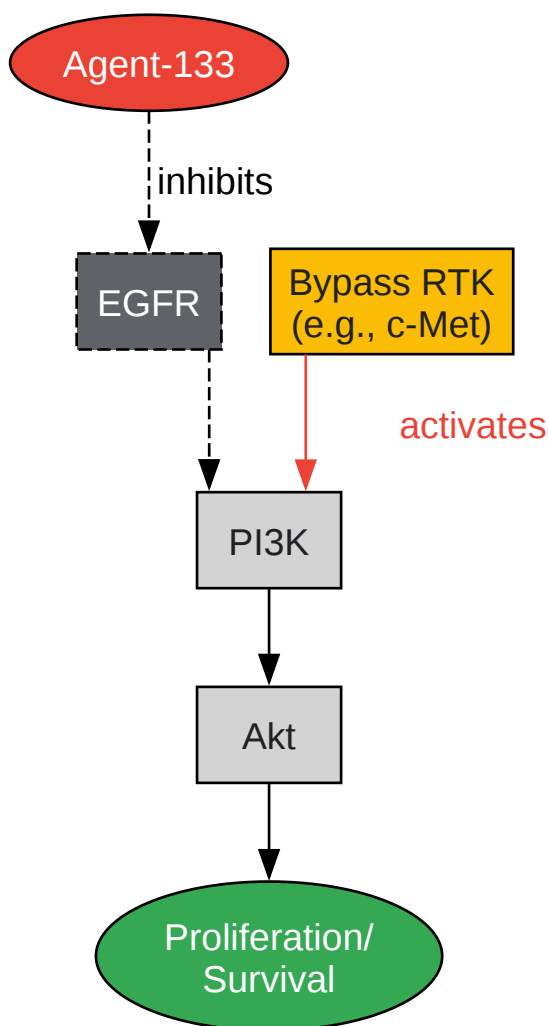 Agent-133
inhibits
EGFR
Bypass RTK
(e.g., c-Met)
activates
PI3K
Akt
Proliferation/
Survival